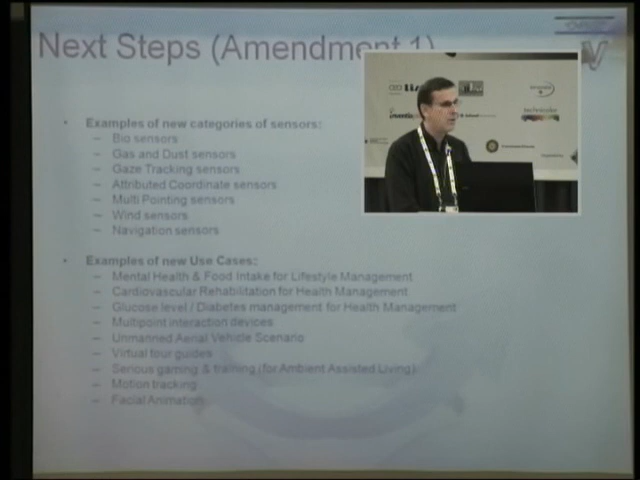 Next Steps (Amendment 1)
• Examples of new categories of sensors:
– Bio sensors
– Gas and Dust sensors
– Gaze Tracking sensors
– Attributed Coordinate sensors
– Multi Pointing sensors
– Wind sensors
– Navigation sensors
• Examples of new Use Cases:
– Mental Health & Food Intake for Lifestyle Management
– Cardiovascular Rehabilitation for Health Management
– Glucose level / Diabetes management for Health Management
– Multipoint interaction devices
– Unmanned Aerial Vehicle Scenario
– Virtual tour guides
– Serious gaming & training (for Ambient Assisted Living)
– Motion tracking
– Facial Animation
technicolor